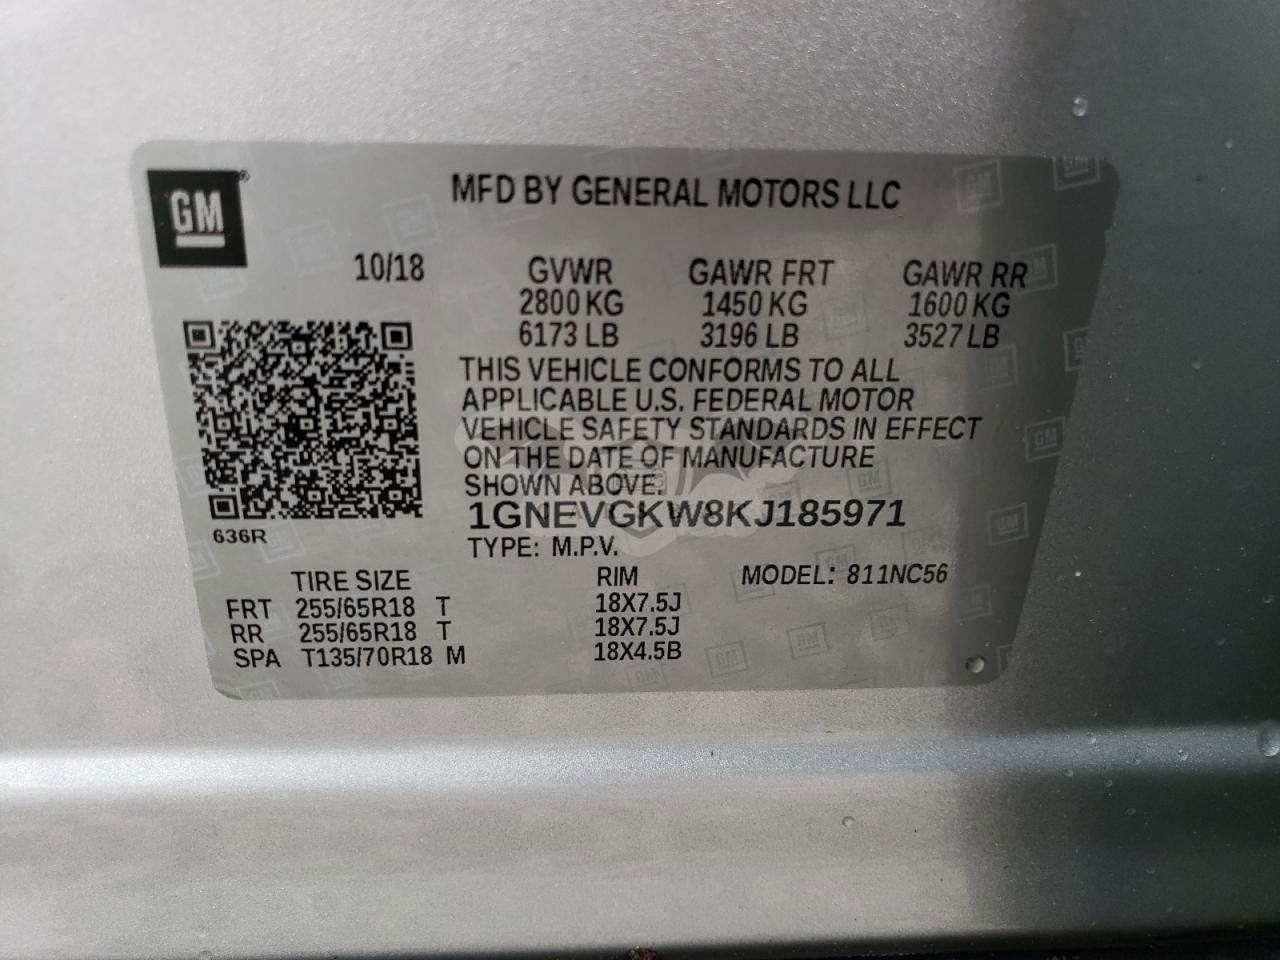 GM
MFD BY GENERAL MOTORS LLC
10/18 GVWR GAWR FRT GAWR RR
2800 KG 1450 KG 1600 KG
6173 LB 3196 LB 3527 LB
THIS VEHICLE CONFORMS TO ALL
APPLICABLE U.S. FEDERAL MOTOR
VEHICLE SAFETY STANDARDS IN EFFECT
ON THE DATE OF MANUFACTURE
SHOWN ABOVE.
1GNEVGKW8KJ185971
636R
TYPE: M.P.V.
TIRE SIZE RIM MODEL: 811NC56
FRT 255/65R18 T 18X7.5J
RR 255/65R18 T 18X7.5J
SPA T135/70R18 M 18X4.5B